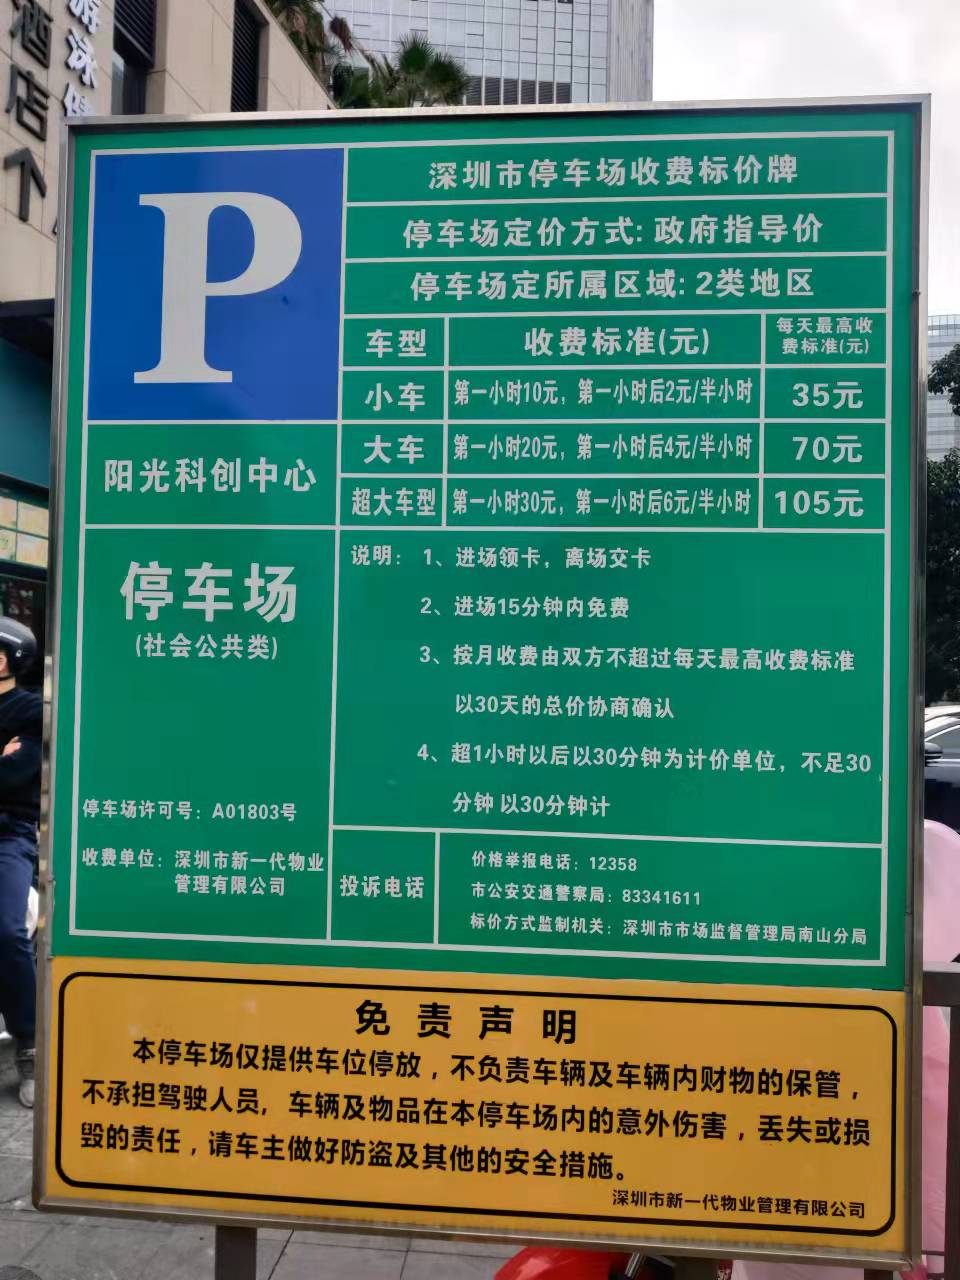 酒店
游泳健
个
P
深圳市停车场收费标价牌
停车场定价方式: 政府指导价
停车场定所属区域: 2类地区
车型 收费标准(元) 每天最高收
费标准(元)
小车 第一小时10元，第一小时后2元/半小时 35元
大车 第一小时20元，第一小时后4元/半小时 70元
超大车型 第一小时30元，第一小时后6元/半小时 105元
阳光科创中心
停车场
(社会公共类)
停车场许可号：A01803号
收费单位：深圳市新一代物业
管理有限公司
说明：1、进场领卡，离场交卡
2、进场15分钟内免费
3、按月收费由双方不超过每天最高收费标准
以30天的总价协商确认
4、超1小时以后以30分钟为计价单位，不足30
分钟 以30分钟计
投诉电话
价格举报电话：12358
市公安交通警察局：83341611
标价方式监制机关：深圳市市场监督管理局南山分局
免责声明
本停车场仅提供车位停放，不负责车辆及车辆内财物的保管，
不承担驾驶人员，车辆及物品在本停车场内的意外伤害，丢失或损
毁的责任，请车主做好防盗及其他的安全措施。
深圳市新一代物业管理有限公司